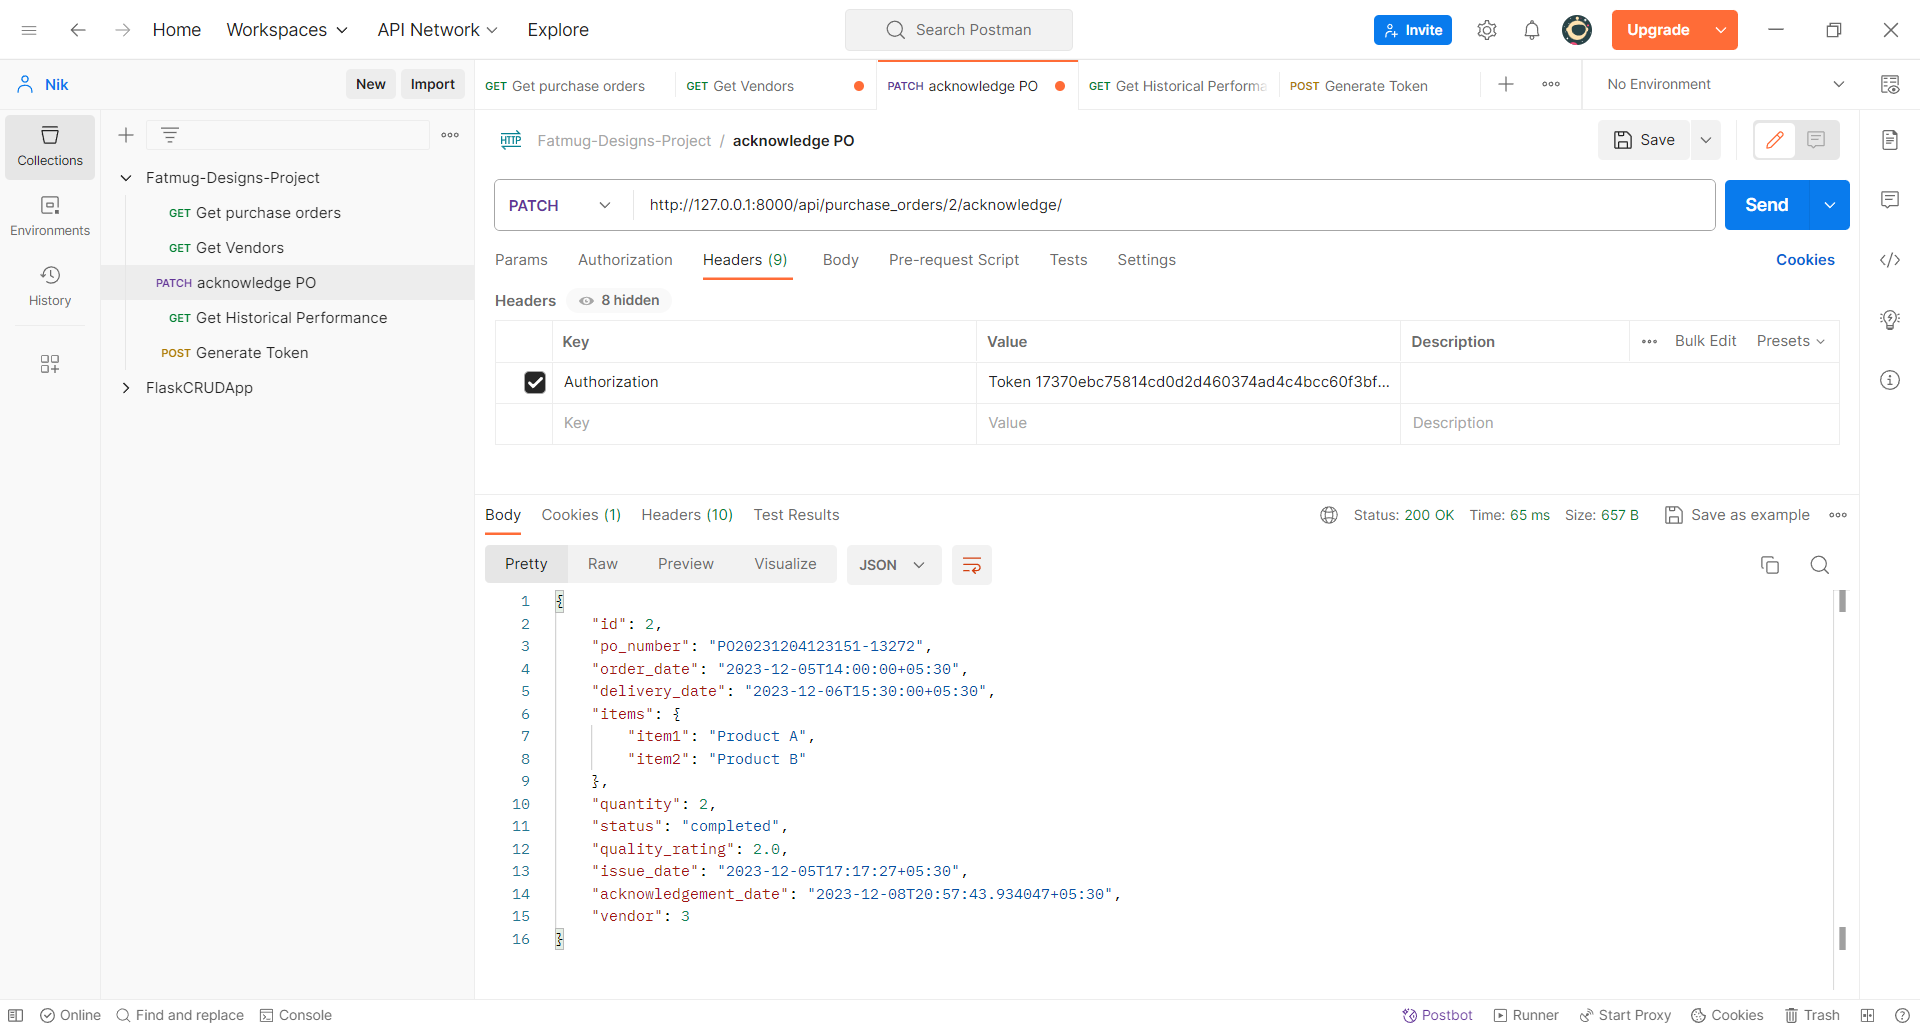 Home Workspaces API Network Explore Search Postman Invite Upgrade
Nik New Import
GET Get purchase orders GET Get Vendors PATCH acknowledge PO GET Get Historical Performa POST Generate Token No Environment
Collections
Environments
History
Fatmug-Designs-Project
GET Get purchase orders
GET Get Vendors
PATCH acknowledge PO
GET Get Historical Performance
POST Generate Token
FlaskCRUDApp
HTTP Fatmug-Designs-Project / acknowledge PO Save
PATCH http://127.0.0.1:8000/api/purchase_orders/2/acknowledge/ Send
Params Authorization Headers (9) Body Pre-request Script Tests Settings Cookies
Headers 8 hidden
Key Value Description Bulk Edit Presets
Authorization Token 17370ebc75814cd0d2d460374ad4c4bcc60f3bf...
Key Value Description
Body Cookies (1) Headers (10) Test Results Status: 200 OK Time: 65 ms Size: 657 B Save as example
Pretty Raw Preview Visualize JSON
1 {
2 "id": 2,
3 "po_number": "PO20231204123151-13272",
4 "order_date": "2023-12-05T14:00:00+05:30",
5 "delivery_date": "2023-12-06T15:30:00+05:30",
6 "items": {
7 "item1": "Product A",
8 "item2": "Product B"
9 },
10 "quantity": 2,
11 "status": "completed",
12 "quality_rating": 2.0,
13 "issue_date": "2023-12-05T17:17:27+05:30",
14 "acknowledgement_date": "2023-12-08T20:57:43.934047+05:30",
15 "vendor": 3
16 }
Online Find and replace Console Postbot Runner Start Proxy Cookies Trash